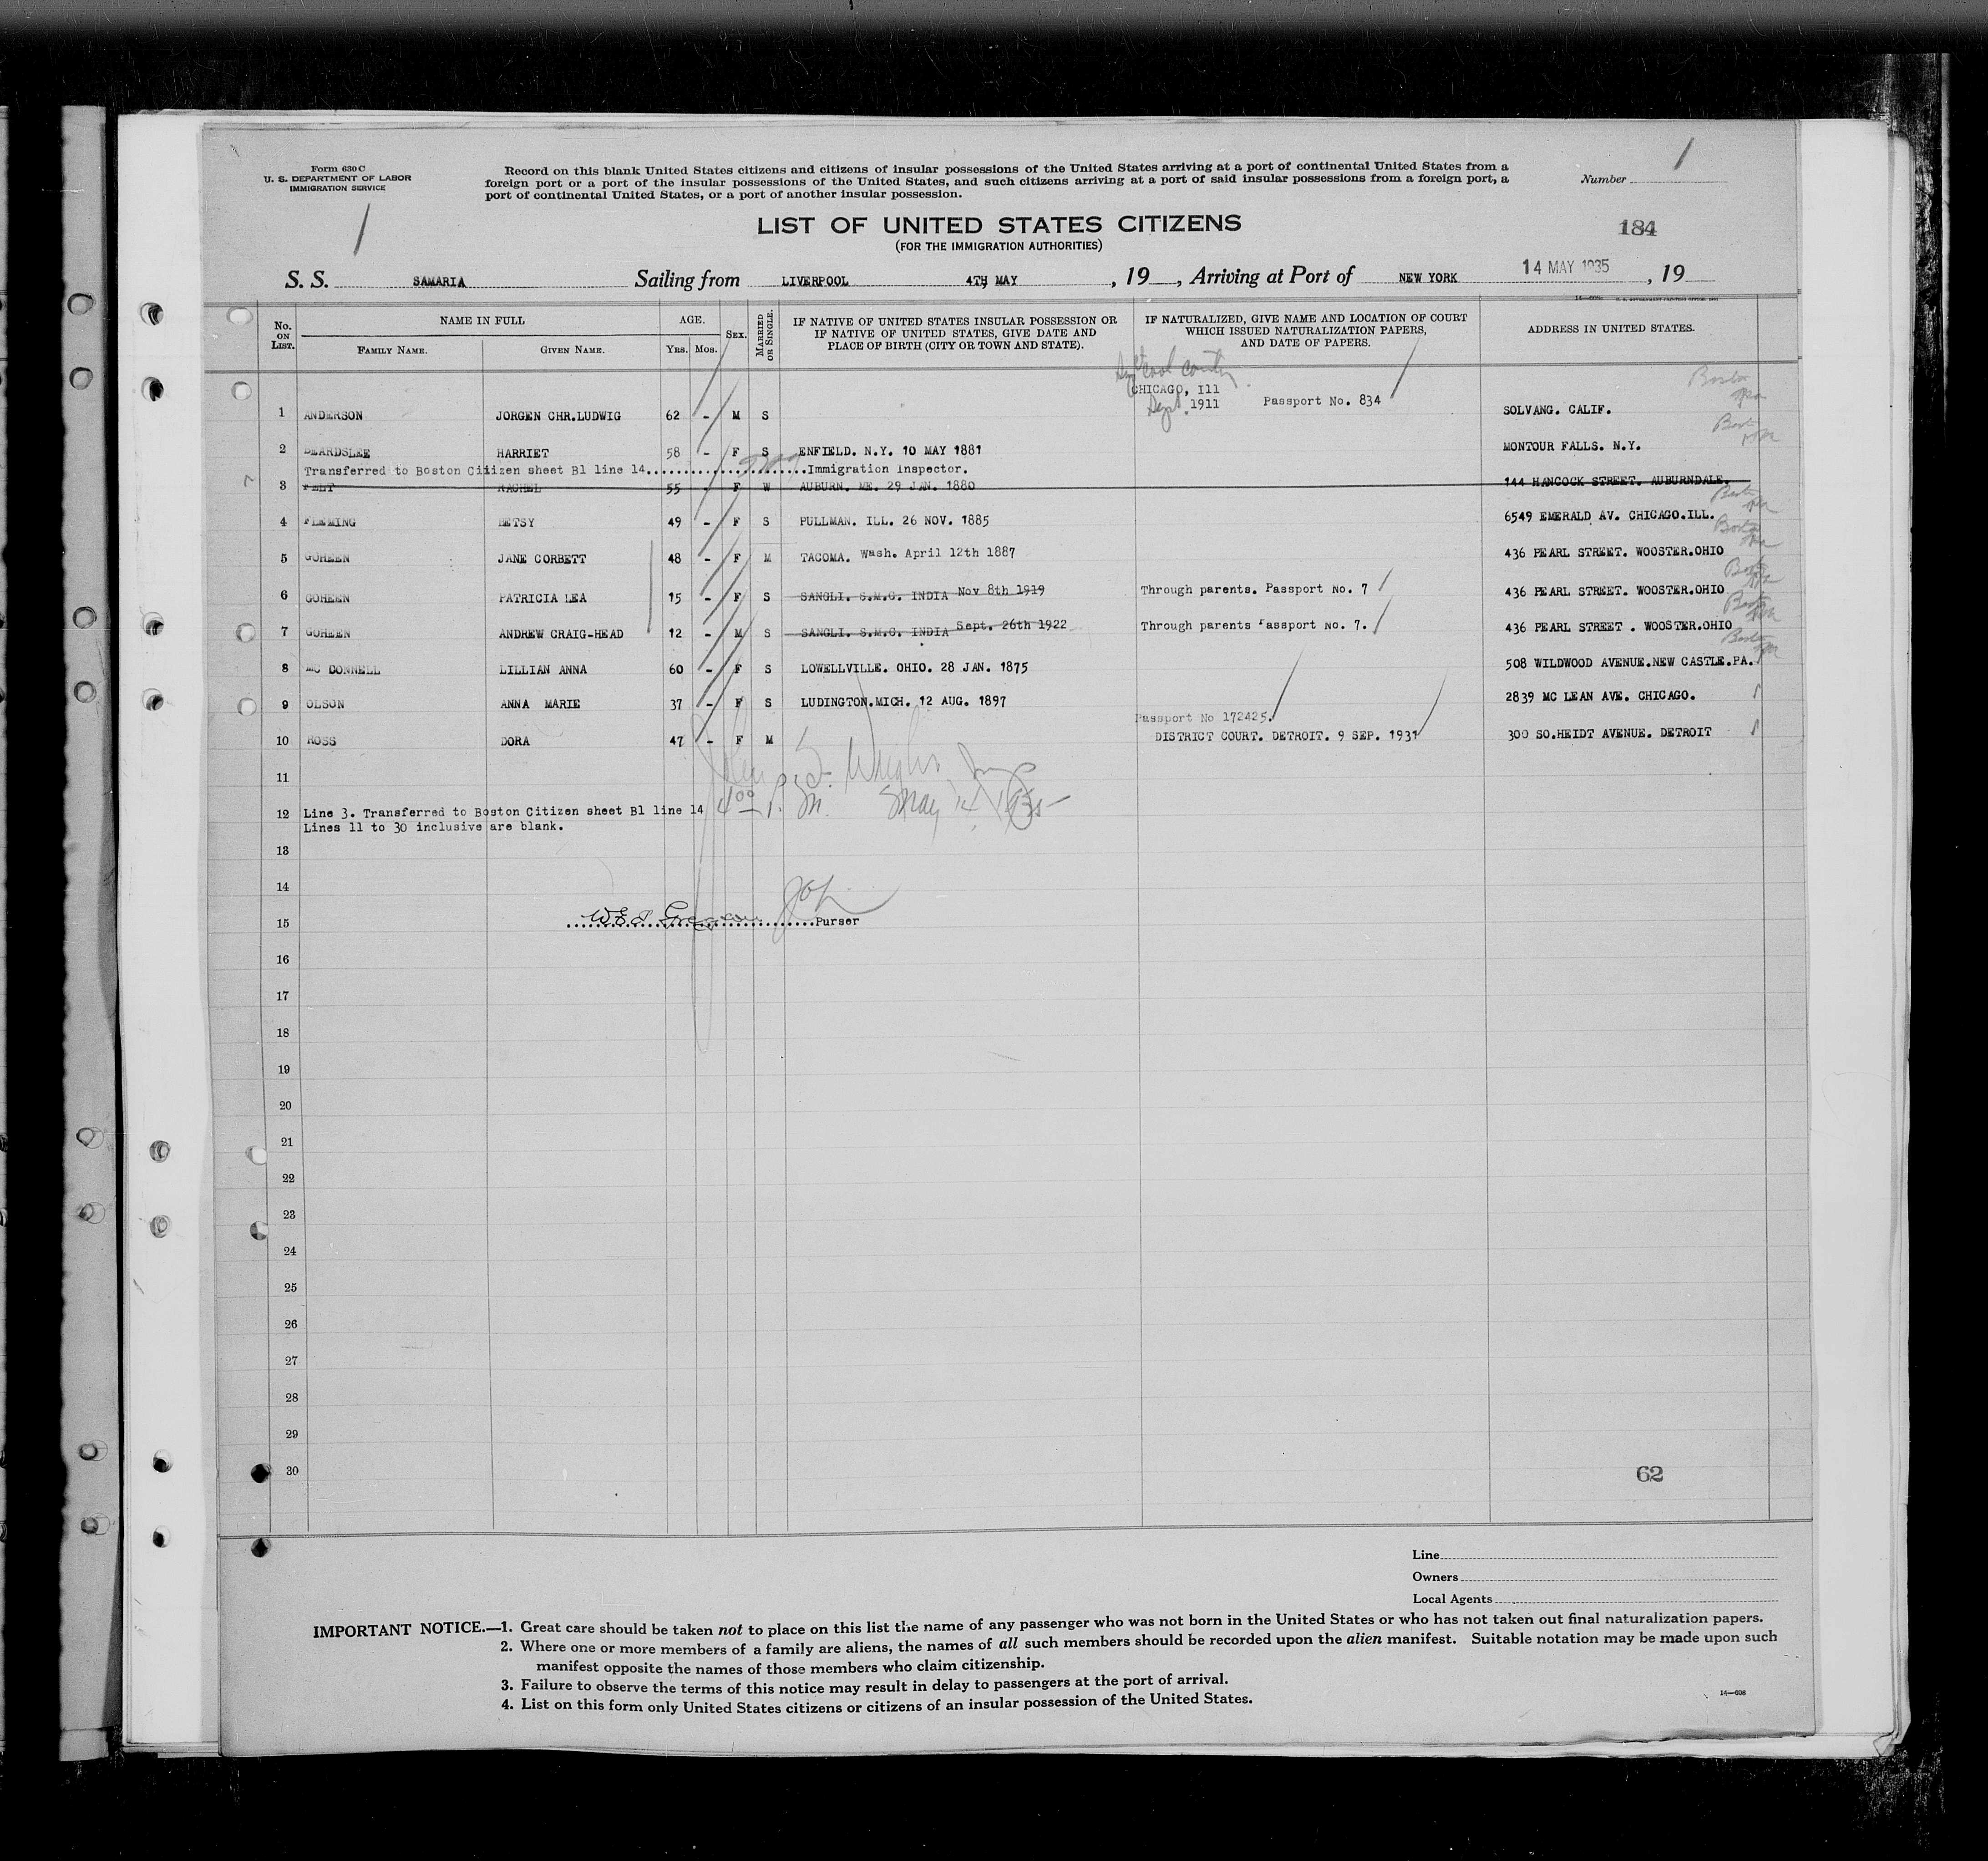 Form 630 C
U. S. DEPARTMENT OF LABOR
IMMIGRATION SERVICE
Record on this blank United States citizens and citizens of insular possessions of the United States arriving at a port of continental United States from a
foreign port or a port of the insular possessions of the United States, and such citizens arriving at a port of said insular possessions from a foreign port, a
port of continental United States, or a port of another insular possession.
Number 1
1
LIST OF UNITED STATES CITIZENS
(FOR THE IMMIGRATION AUTHORITIES)
184
S. S. SAMARIA Sailing from LIVERPOOL 4TH MAY , 19 , Arriving at Port of NEW YORK 14 MAY 1935 , 19
No. ON LIST.
NAME IN FULL
FAMILY NAME. GIVEN NAME.
AGE.
YRS. MOS.
SEX.
MARRIED OR SINGLE.
IF NATIVE OF UNITED STATES INSULAR POSSESSION OR
IF NATIVE OF UNITED STATES, GIVE DATE AND
PLACE OF BIRTH (CITY OR TOWN AND STATE).
IF NATURALIZED, GIVE NAME AND LOCATION OF COURT
WHICH ISSUED NATURALIZATION PAPERS,
AND DATE OF PAPERS.
ADDRESS IN UNITED STATES.
CHICAGO, Ill
Sept. 1911 Passport No. 834
1 ANDERSON JORGEN CHR.LUDWIG 62 - M S SOLVANG. CALIF. Boston
2 BEARDSLEE HARRIET 58 - F S ENFIELD. N.Y. 10 MAY 1881 MONTOUR FALLS. N.Y. Boston
Transferred to Boston Citizen sheet Bl line 14 Immigration Inspector.
3 FELT RACHEL 55 - F W AUBURN. ME. 29 JAN. 1880 144 HANCOCK STREET. AUBURNDALE.
4 FLEMING BETSY 49 - F S PULLMAN. ILL. 26 NOV. 1885 6549 EMERALD AV. CHICAGO.ILL. Boston
5 GOHEEN JANE CORBETT 48 - F M TACOMA. Wash. April 12th 1887 436 PEARL STREET. WOOSTER.OHIO Boston
6 GOHEEN PATRICIA LEA 15 - F S SANGLI. S.M.C. INDIA Nov 8th 1919 Through parents. Passport No. 7 436 PEARL STREET. WOOSTER.OHIO Boston
7 GOHEEN ANDREW CRAIG-HEAD 12 - M S SANGLI. S.M.C. INDIA Sept. 26th 1922 Through parents Passport No. 7. 436 PEARL STREET . WOOSTER.OHIO Boston
8 MC DONNELL LILLIAN ANNA 60 - F S LOWELLVILLE. OHIO. 28 JAN. 1875 508 WILDWOOD AVENUE.NEW CASTLE.PA. Boston
9 OLSON ANNA MARIE 37 - F S LUDINGTON.MICH. 12 AUG. 1897 2839 MC LEAN AVE. CHICAGO.
Passport No 172425.
10 ROSS DORA 47 - F M DISTRICT COURT. DETROIT. 9 SEP. 1931 300 SO.HEIDT AVENUE. DETROIT
11
4 00 P. M. May 14 1935
12 Line 3. Transferred to Boston Citizen sheet Bl line 14
Lines 11 to 30 inclusive are blank.
13
14
15 Purser
16
17
18
19
20
21
22
23
24
25
26
27
28
29
30
62
Line
Owners
Local Agents
IMPORTANT NOTICE.—1. Great care should be taken not to place on this list the name of any passenger who was not born in the United States or who has not taken out final naturalization papers.
2. Where one or more members of a family are aliens, the names of all such members should be recorded upon the alien manifest. Suitable notation may be made upon such
manifest opposite the names of those members who claim citizenship.
3. Failure to observe the terms of this notice may result in delay to passengers at the port of arrival.
4. List on this form only United States citizens or citizens of an insular possession of the United States.
14—608